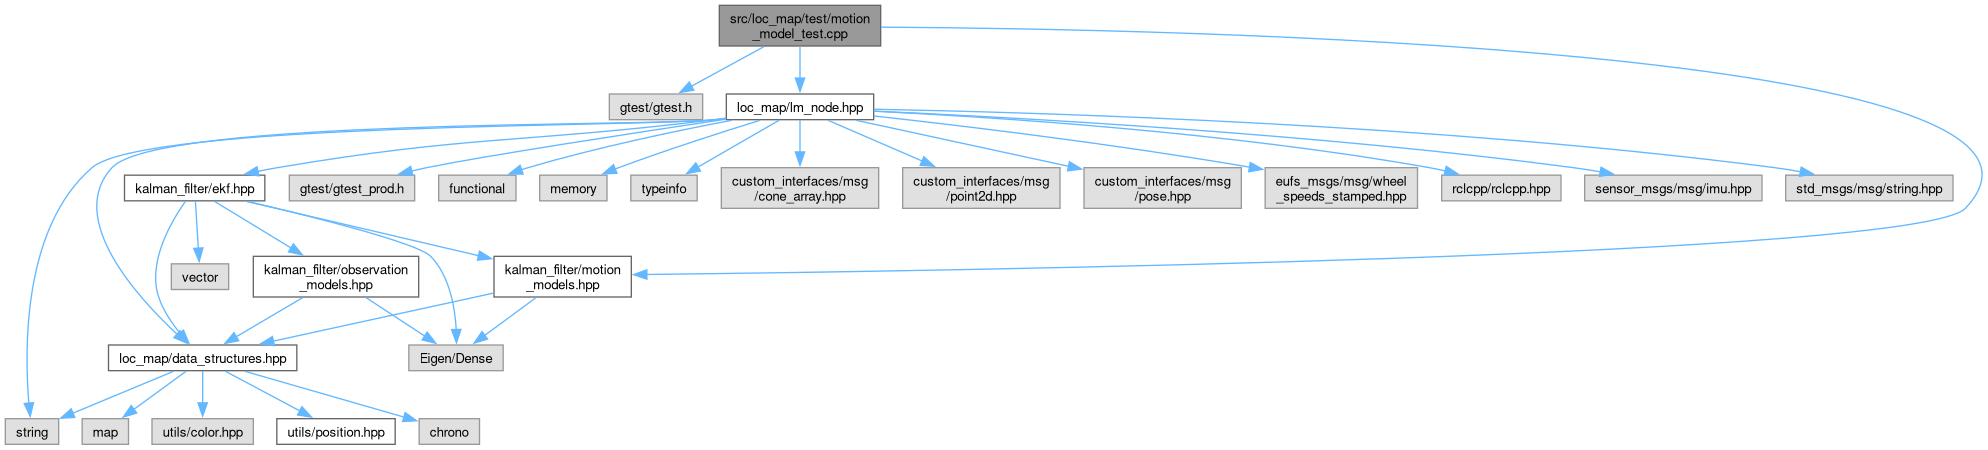 src/loc_map/test/motion
_model_test.cpp
gtest/gtest.h
loc_map/lm_node.hpp
kalman_filter/ekf.hpp
gtest/gtest_prod.h
functional
memory
typeinfo
custom_interfaces/msg
/cone_array.hpp
custom_interfaces/msg
/point2d.hpp
custom_interfaces/msg
/pose.hpp
eufs_msgs/msg/wheel
_speeds_stamped.hpp
rclcpp/rclcpp.hpp
sensor_msgs/msg/imu.hpp
std_msgs/msg/string.hpp
vector
kalman_filter/observation
_models.hpp
kalman_filter/motion
_models.hpp
loc_map/data_structures.hpp
Eigen/Dense
string
map
utils/color.hpp
utils/position.hpp
chrono